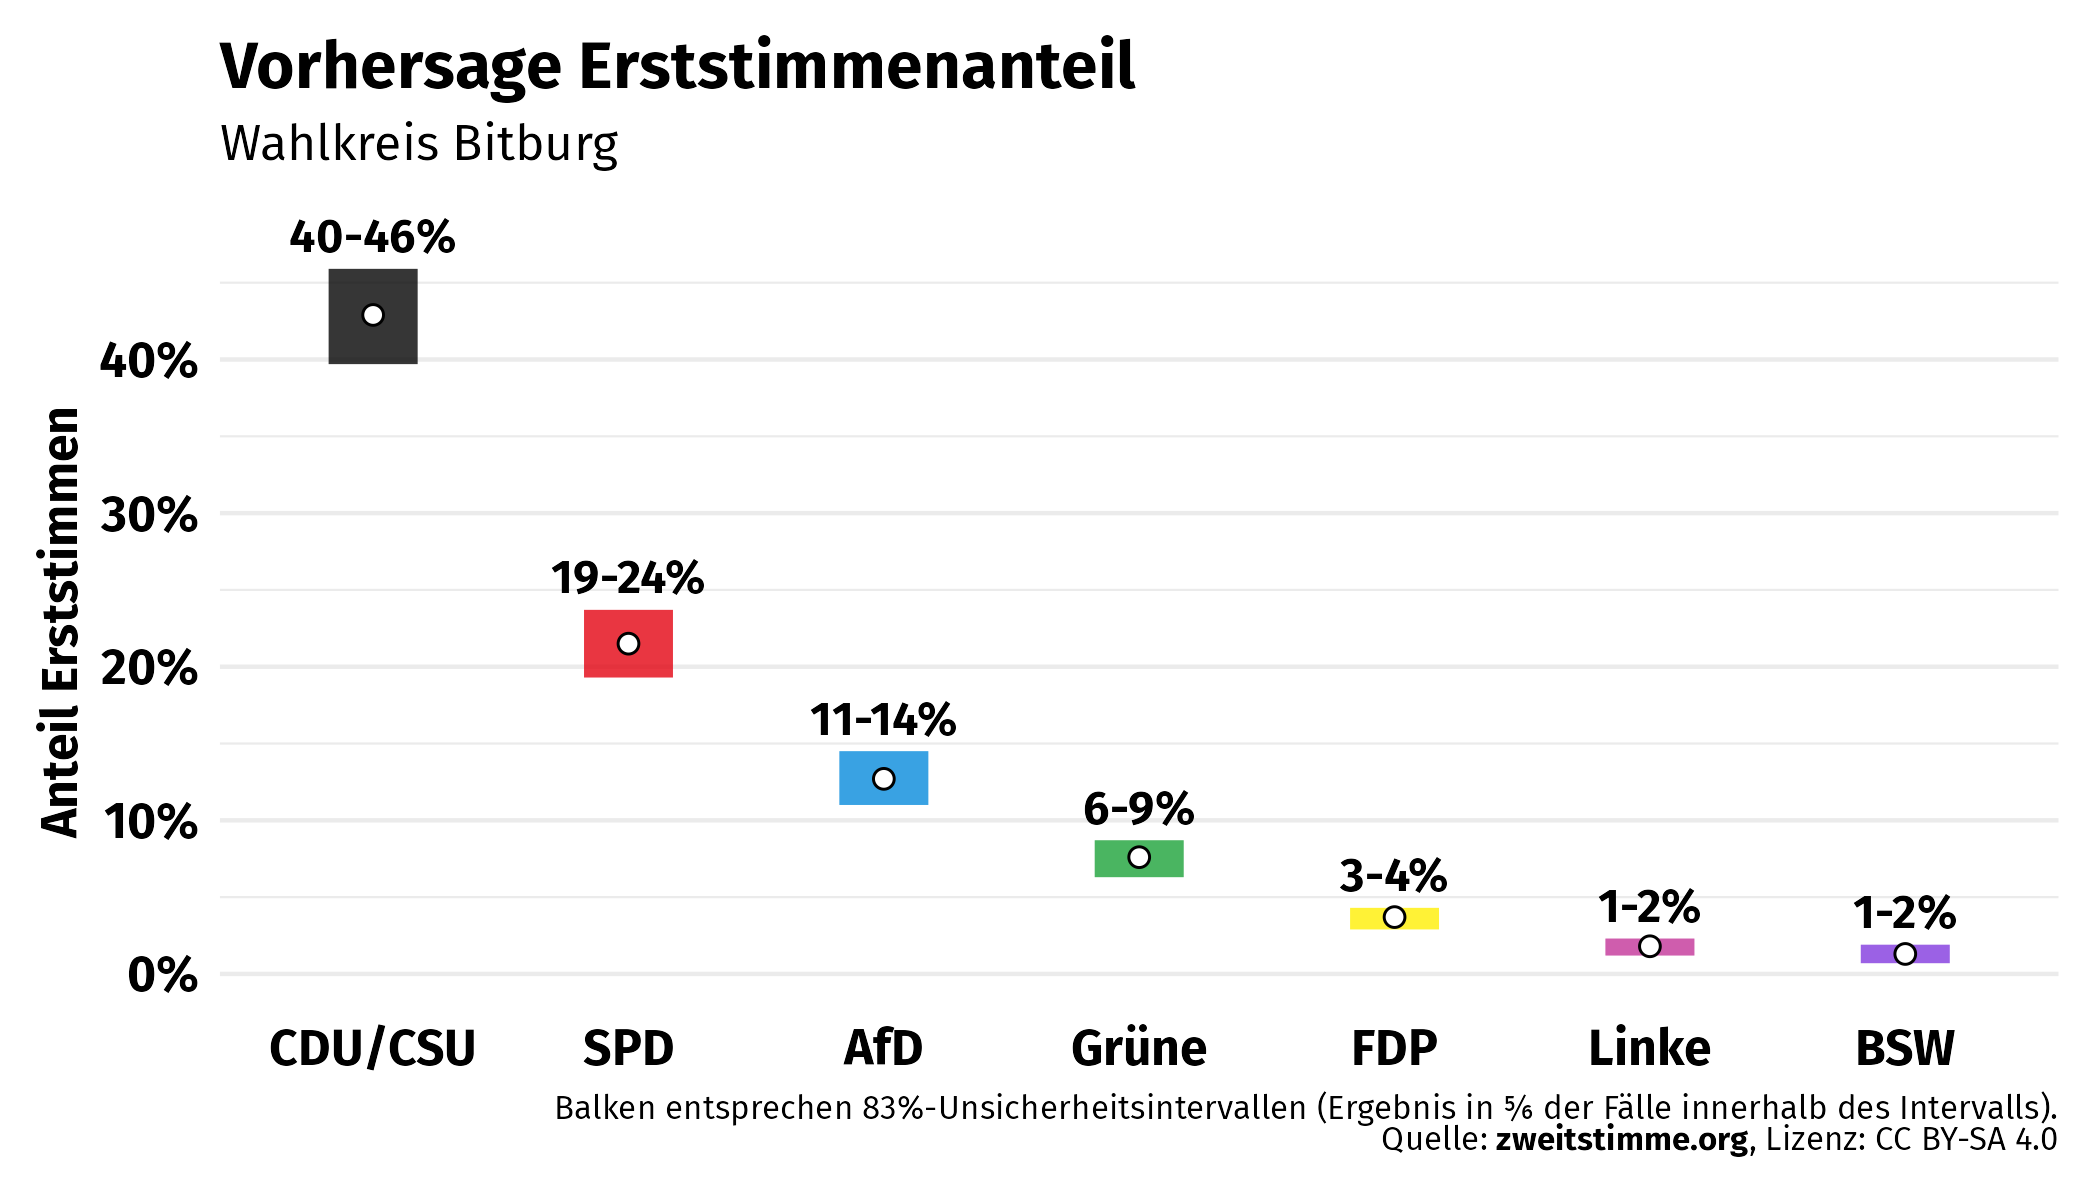 Vorhersage Erststimmenanteil
Wahlkreis Bitburg
40-46%
19-24%
11-14%
6-9%
3-4%
1-2%
1-2%
Anteil Erststimmen
40%
30%
20%
10%
0%
CDU/CSU
SPD
AfD
Grüne
FDP
Linke
BSW
Balken entsprechen 83%-Unsicherheitsintervallen (Ergebnis in ⅚ der Fälle innerhalb des Intervalls).
Quelle: zweitstimme.org, Lizenz: CC BY-SA 4.0